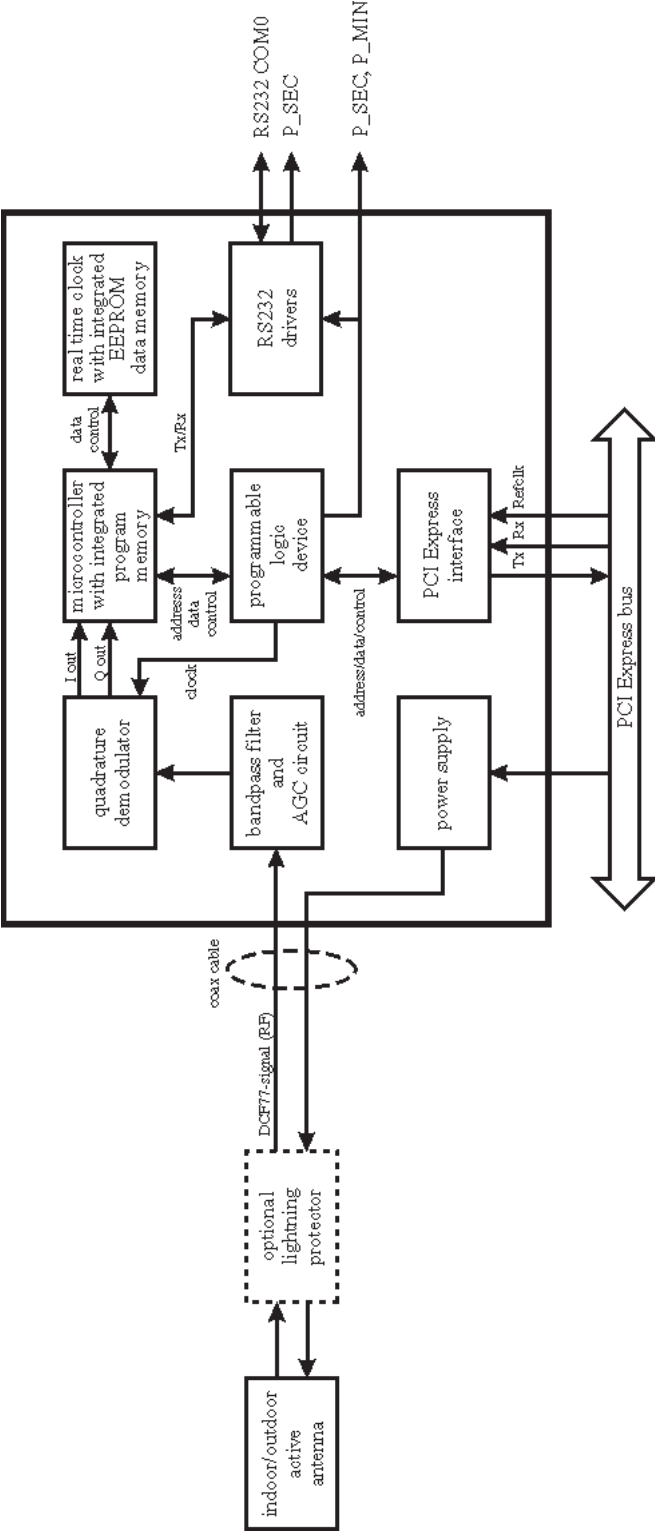 indoor/outdoor
active
antenna
optional
lightning
protector
DCF77-signal (RF)
coax cable
quadrature
demodulator
I out
Q out
microcontroller
with integrated
program
memory
data
control
real time clock
with integrated
EEPROM
data memory
bandpass filter
and
AGC circuit
clock
addresss
data
control
programmable
logic
device
Tx/Rx
RS232
drivers
RS232 COM0
P_SEC
P_SEC, P_MIN
power supply
address/data/control
PCI Express
interface
Tx
Rx
Refclk
PCI Express bus